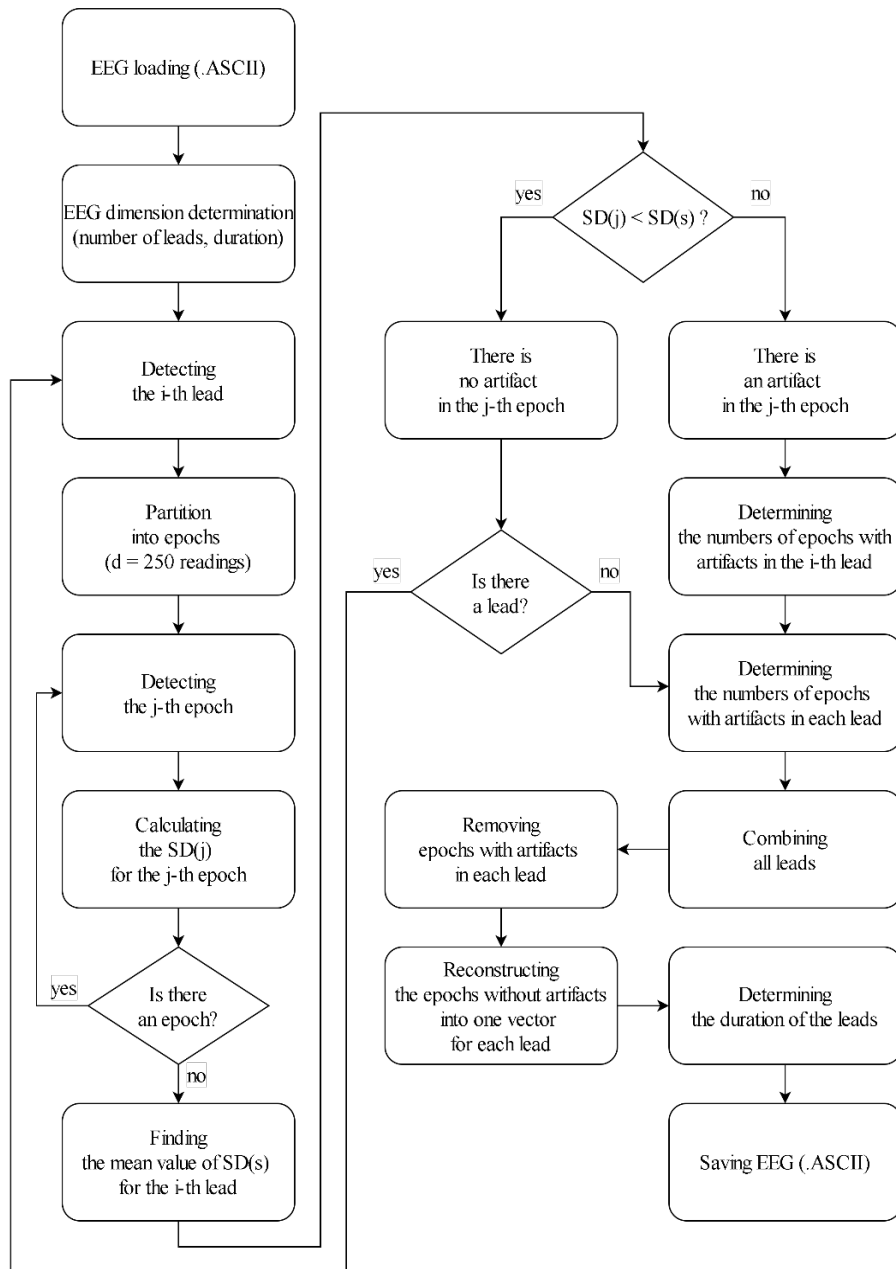 EEG loading (.ASCII)
EEG dimension determination
(number of leads, duration)
Detecting
the i-th lead
Partition
into epochs
(d = 250 readings)
Detecting
the j-th epoch
Calculating
the SD(j)
for the j-th epoch
yes
Is there
an epoch?
no
Finding
the mean value of SD(s)
for the i-th lead
yes
SD(j) < SD(s) ?
no
There is
no artifact
in the j-th epoch
There is
an artifact
in the j-th epoch
Determining
the numbers of epochs with
artifacts in the i-th lead
yes
Is there
a lead?
no
Determining
the numbers of epochs
with artifacts in each lead
Combining
all leads
Removing
epochs with artifacts
in each lead
Reconstructing
the epochs without artifacts
into one vector
for each lead
Determining
the duration of the leads
Saving EEG (.ASCII)